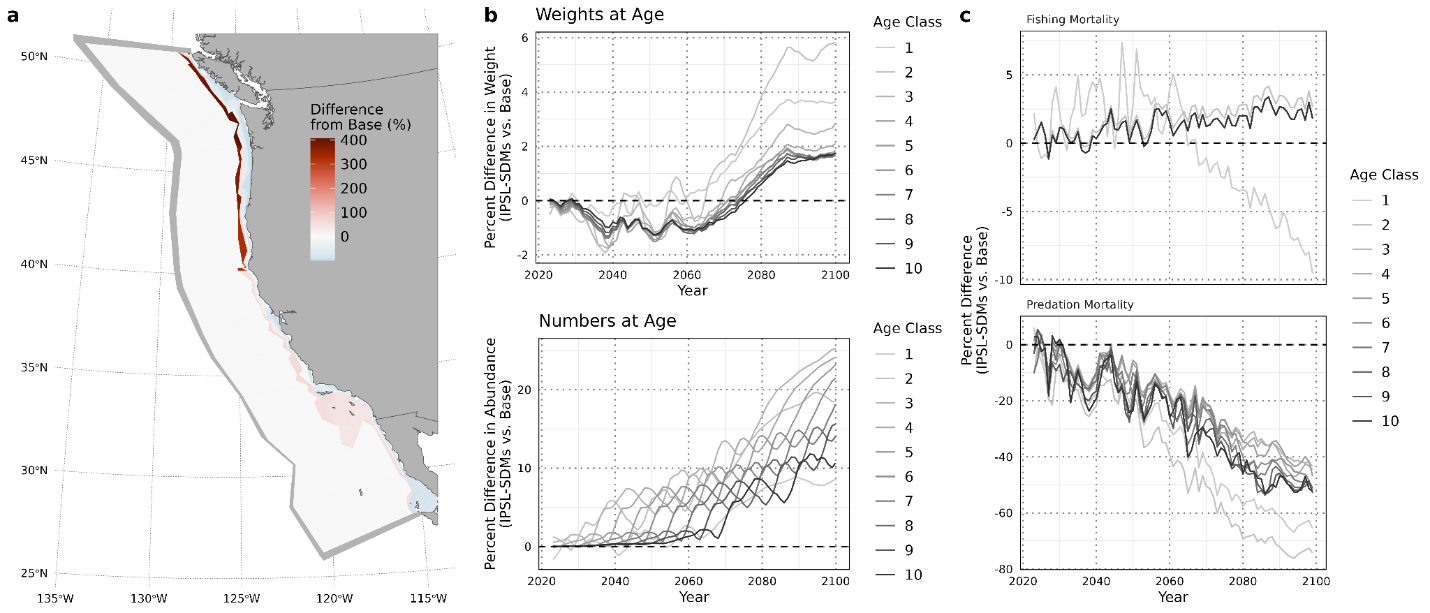 a
50°N
45°N
40°N
35°N
30°N
25°N
135°W
130°W
125°W
120°W
115°W
Difference
from Base (%)
400
300
200
100
0
b
Weights at Age
Percent Difference in Weight
(IPSL-SDMs vs. Base)
6
4
2
0
-2
2020
2040
2060
2080
2100
Year
Age Class
1
2
3
4
5
6
7
8
9
10
Numbers at Age
Percent Difference in Abundance
(IPSL-SDMs vs. Base)
20
10
0
2020
2040
2060
2080
2100
Year
Age Class
1
2
3
4
5
6
7
8
9
10
c
Fishing Mortality
5
0
-5
-10
Percent Difference
(IPSL-SDMs vs. Base)
Predation Mortality
0
-20
-40
-60
-80
2020
2040
2060
2080
2100
Year
Age Class
1
2
3
4
5
6
7
8
9
10